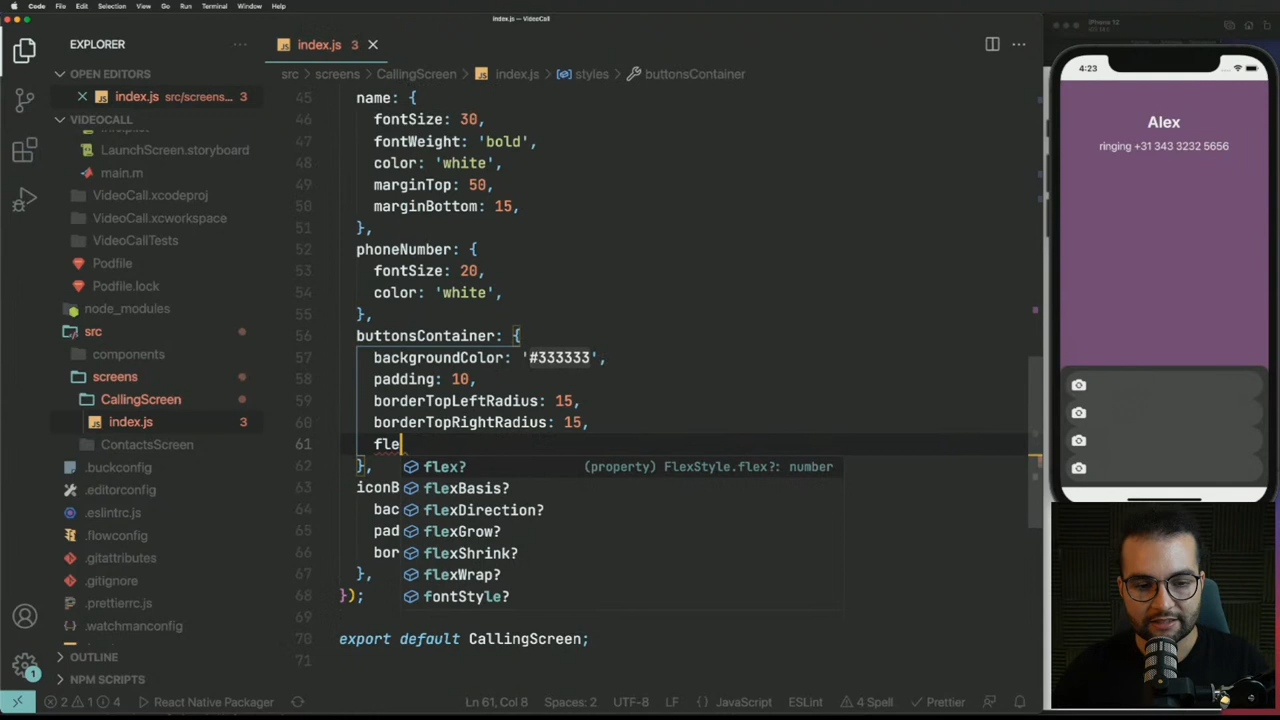 Code File Edit Selection View Go Run Terminal Window Help
index.js — VideoCall
EXPLORER
OPEN EDITORS
index.js src/screens... 3
VIDEOCALL
LaunchScreen.storyboard
main.m
VideoCall.xcodeproj
VideoCall.xcworkspace
VideoCallTests
Podfile
Podfile.lock
node_modules
src
components
screens
CallingScreen
index.js 3
ContactsScreen
.buckconfig
.editorconfig
.eslintrc.js
.flowconfig
.gitattributes
.gitignore
.prettierrc.js
.watchmanconfig
OUTLINE
NPM SCRIPTS
index.js 3
src > screens > CallingScreen > index.js > styles > buttonsContainer
45 name: {
46 fontSize: 30,
47 fontWeight: 'bold',
48 color: 'white',
49 marginTop: 50,
50 marginBottom: 15,
51 },
52 phoneNumber: {
53 fontSize: 20,
54 color: 'white',
55 },
56 buttonsContainer: {
57 backgroundColor: '#333333',
58 padding: 10,
59 borderTopLeftRadius: 15,
60 borderTopRightRadius: 15,
61 fle
62 },
63 iconB
64 bac
65 pad
66 bor
67 },
68 });
69
70 export default CallingScreen;
71
flex? (property) FlexStyle.flex?: number
flexBasis?
flexDirection?
flexGrow?
flexShrink?
flexWrap?
fontStyle?
iPhone 12
4:23
Alex
ringing +31 343 3232 5656
1
2 1 4 React Native Packager Ln 61, Col 8 Spaces: 2 UTF-8 LF {} JavaScript ESLint 4 Spell Prettier